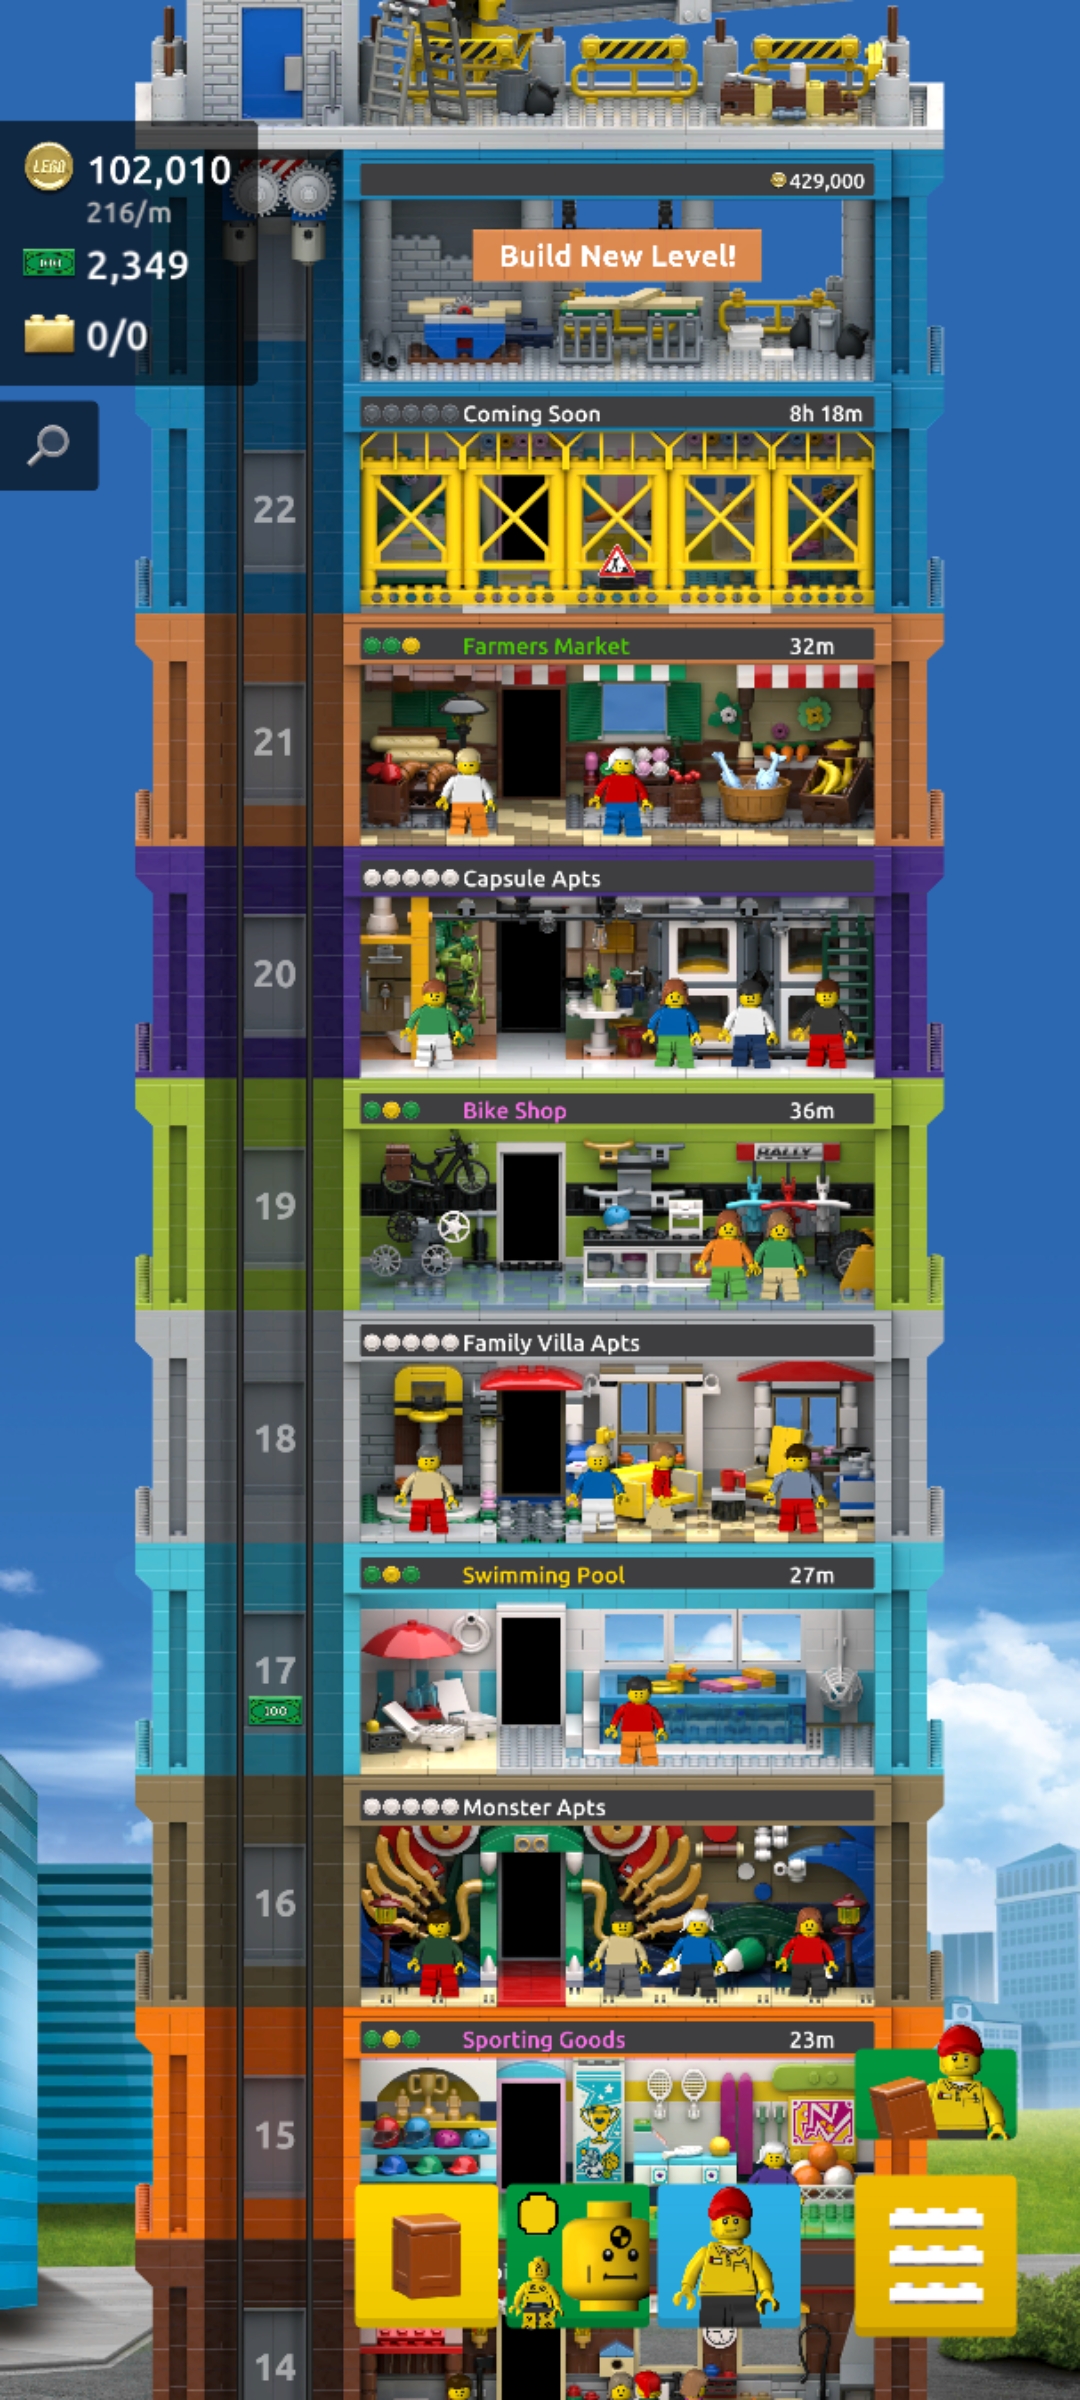 LEGO 102,010
216/m
2,349
0/0
429,000
Build New Level!
Coming Soon 8h 18m
22
Farmers Market 32m
21
Capsule Apts
20
Bike Shop 36m
RALLY
19
Family Villa Apts
18
Swimming Pool 27m
17
100
Monster Apts
16
Sporting Goods 23m
15
14